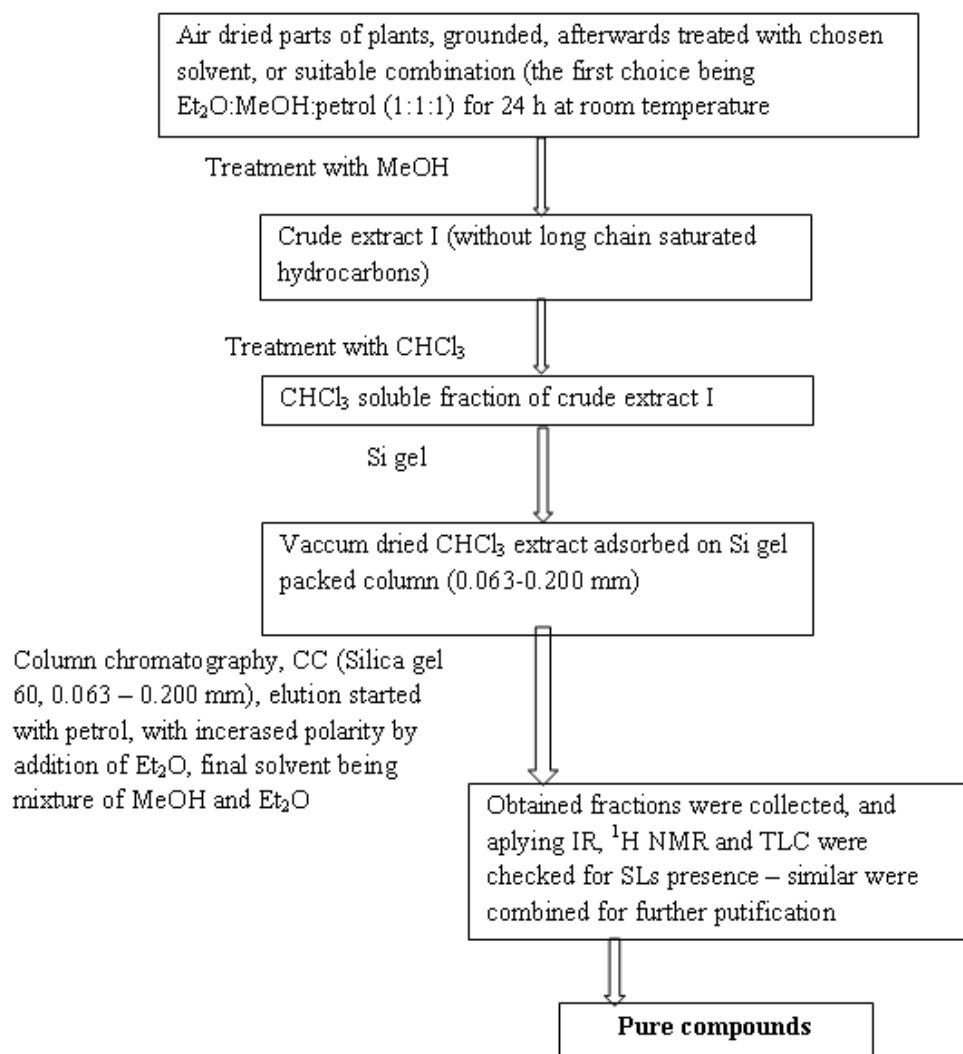 Air dried parts of plants, grounded, afterwards treated with chosen
solvent, or suitable combination (the first choice being
Et₂O:MeOH:petrol (1:1:1) for 24 h at room temperature
Treatment with MeOH
Crude extract I (without long chain saturated
hydrocarbons)
Treatment with CHCl₃
CHCl₃ soluble fraction of crude extract I
Si gel
Vaccum dried CHCl₃ extract adsorbed on Si gel
packed column (0.063-0.200 mm)
Column chromatography, CC (Silica gel
60, 0.063 – 0.200 mm), elution started
with petrol, with incerased polarity by
addition of Et₂O, final solvent being
mixture of MeOH and Et₂O
Obtained fractions were collected, and
aplying IR, ¹H NMR and TLC were
checked for SLs presence – similar were
combined for further putification
Pure compounds